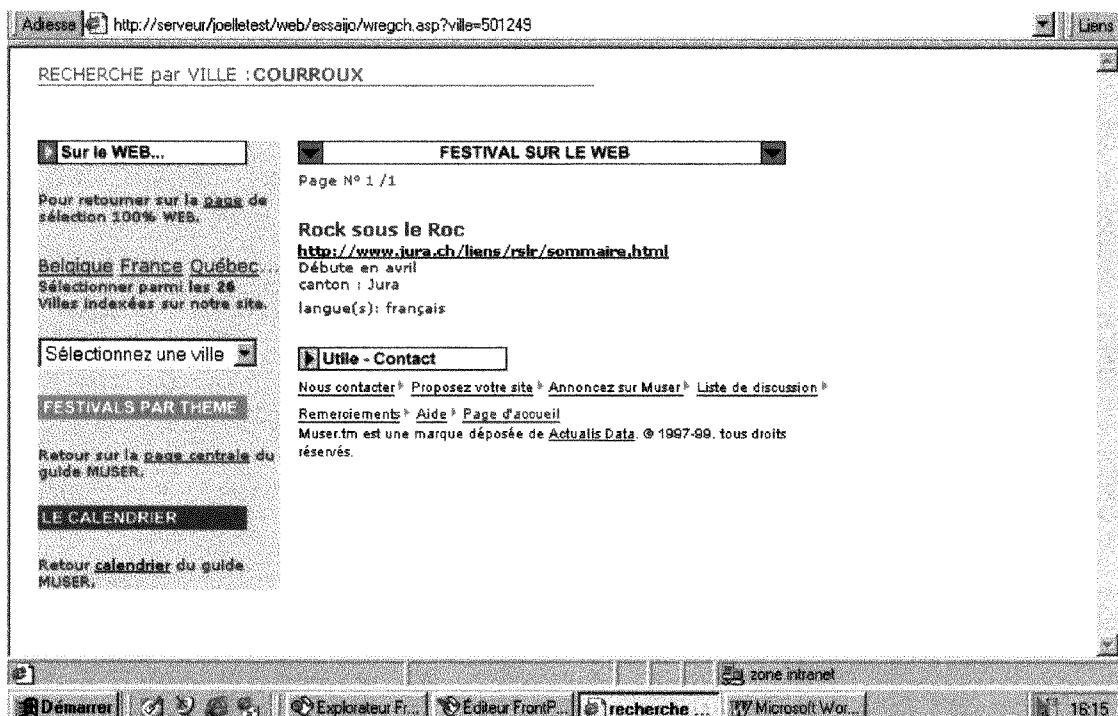 Adresse http://serveur/joelletest/web/essaijo/wregch.asp?ville=501249 Liens
RECHERCHE par VILLE :COURROUX
Sur le WEB...
Pour retourner sur la page de
sélection 100% WEB.
Belgique France Québec...
Sélectionner parmi les 26
Villes indexées sur notre site.
Sélectionnez une ville
FESTIVALS PAR THEME
Retour sur la page centrale du
guide MUSER.
LE CALENDRIER
Retour calendrier du guide
MUSER.
FESTIVAL SUR LE WEB
Page N° 1 /1
Rock sous le Roc
http://www.jura.ch/liens/rslr/sommaire.html
Débute en avril
canton : Jura
langue(s): français
Utile - Contact
Nous contacter Proposez votre site Annoncez sur Muser Liste de discussion
Remerciements Aide Page d'accueil
Muser.tm est une marque déposée de Actualis Data. © 1997-99. tous droits
réservés.
zone intranet
Démarrer Explorateur Fr... Editeur FrontP... recherche ... Microsoft Wor... 16:15